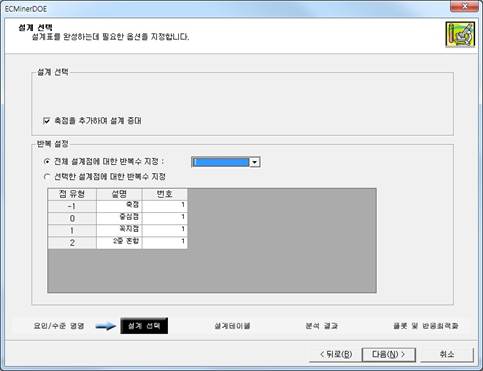 ECMinerDOE
설계 선택
설계표를 완성하는데 필요한 옵션을 지정합니다.
설계 선택
축점을 추가하여 설계 증대
반복 설정
전체 설계점에 대한 반복수 지정 :
선택한 설계점에 대한 반복수 지정
점 유형 설명 번호
-1 축점 1
0 중심점 1
1 꼭지점 1
2 2중 혼합 1
요인/수준 명명 설계 선택 설계테이블 분석 결과 플롯 및 반응최적화
< 뒤로(B) 다음(N) > 취소